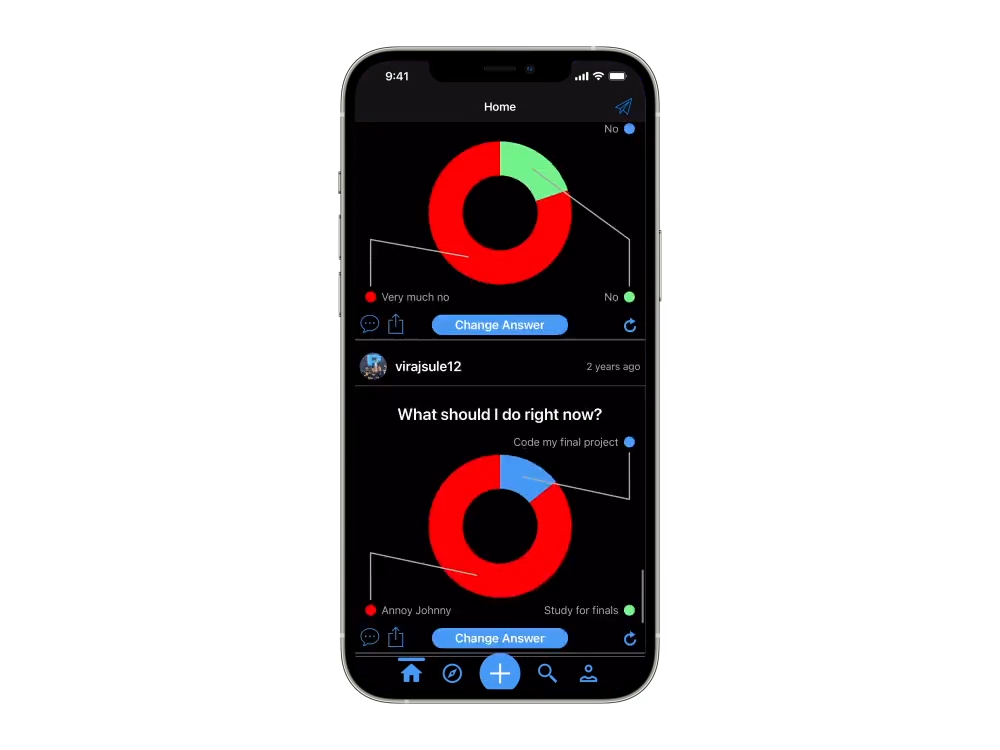 9:41
Home
No
Very much no
No
Change Answer
virajsule12
2 years ago
What should I do right now?
Code my final project
Annoy Johnny
Study for finals
Change Answer